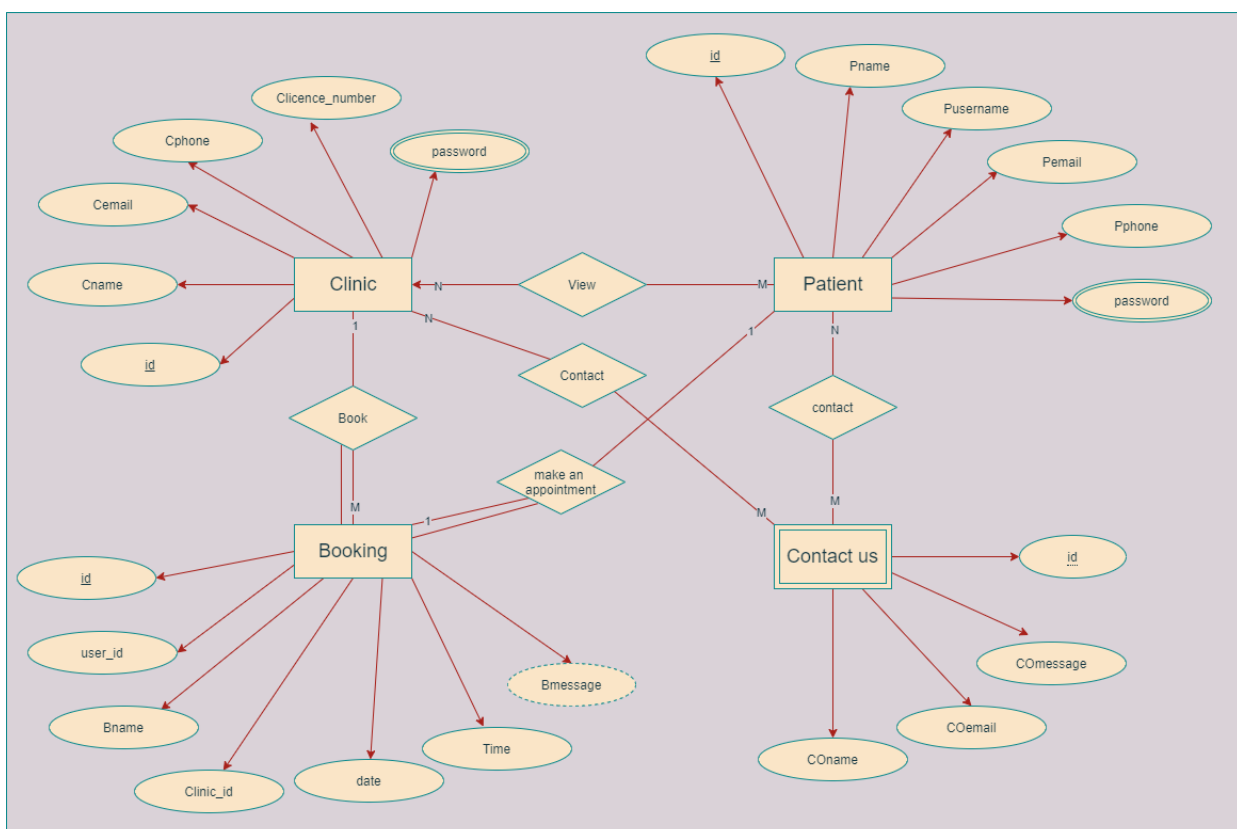 id
Pname
Clicence_number
Pusername
Cphone
password
Pemail
Cemail
Pphone
Clinic
N
View
M
Patient
Cname
password
1
N
1
N
id
Contact
contact
Book
make an
appointment
M
1
M
M
Booking
Contact us
id
id
user_id
COmessage
Bmessage
Bname
COemail
Time
COname
date
Clinic_id